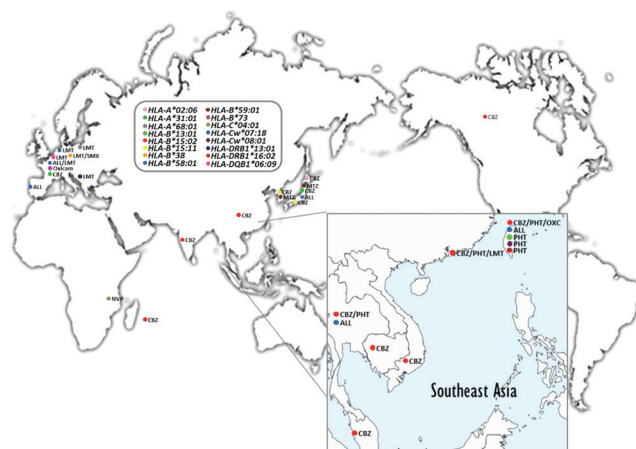 HLA-A*02:06
HLA-A*31:01
HLA-A*68:01
HLA-B*13:01
HLA-B*15:02
HLA-B*15:11
HLA-B*38
HLA-B*58:01
HLA-B*59:01
HLA-B*73
HLA-C*04:01
HLA-Cw*07:18
HLA-Cw*08:01
HLA-DRB1*13:01
HLA-DRB1*16:02
HLA-DQB1*06:09
CBZ
LMT
LMT
LMT
LMT/SMX
ALL/LMT
Oxicam
CBZ
LMT
ALL
CBZ
MTZ
CBZ
CBZ
MTZ
ALL
CBZ
CBZ
CBZ
NVP
CBZ
CBZ/PHT/OXC
ALL
PHT
PHT
PHT
CBZ/PHT/LMT
CBZ/PHT
ALL
CBZ
CBZ
Southeast Asia
CBZ